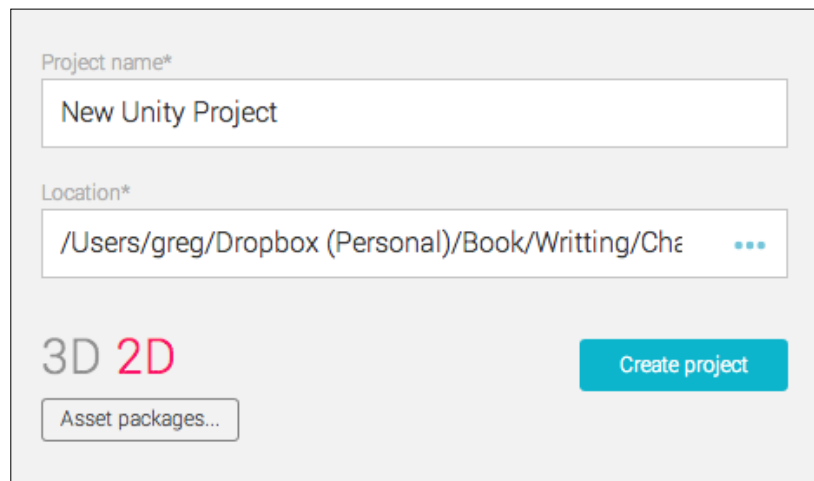 Project name*
New Unity Project
Location*
/Users/greg/Dropbox (Personal)/Book/Writting/Cha
3D 2D
Create project
Asset packages...